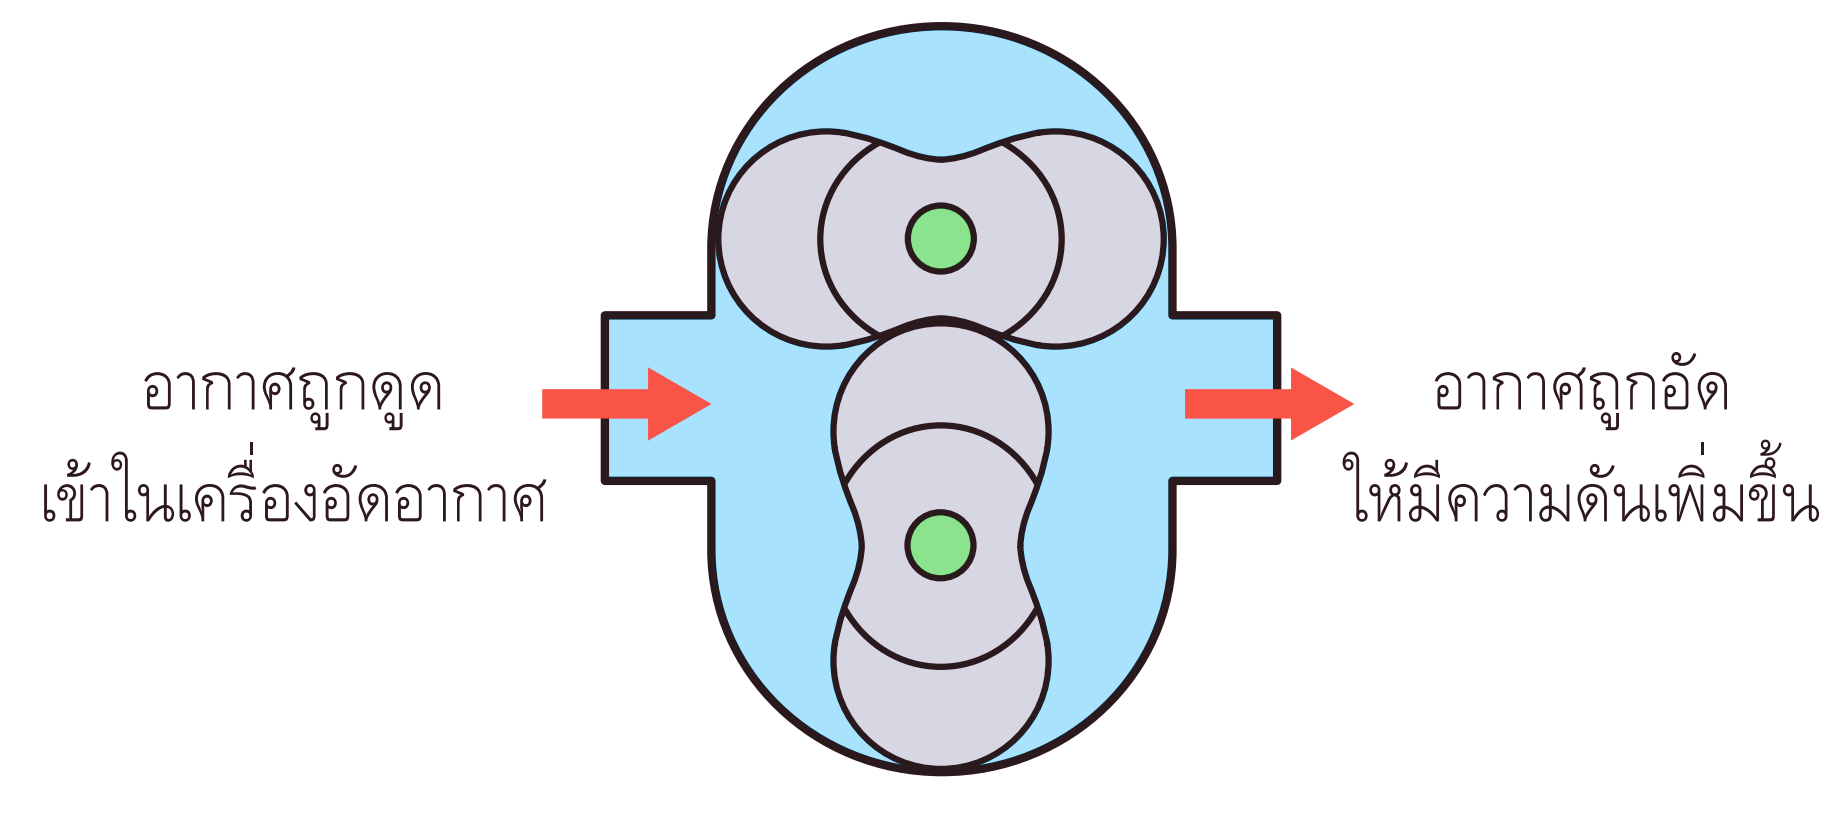 อากาศถูกดูด
เข้าในเครื่องอัดอากาศ
อากาศถูกอัด
ให้มีความดันเพิ่มขึ้น